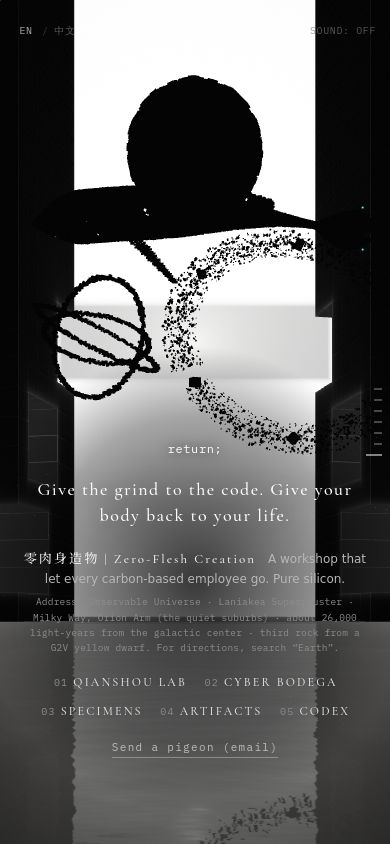 EN / 中文
SOUND: OFF
return;
Give the grind to the code. Give your
body back to your life.
零肉身造物 | Zero-Flesh Creation A workshop that
let every carbon-based employee go. Pure silicon.
Address: Observable Universe · Laniakea Supercluster ·
Milky Way, Orion Arm (the quiet suburbs) · about 26,000
light-years from the galactic center · third rock from a
G2V yellow dwarf. For directions, search "Earth".
01 QIANSHOU LAB 02 CYBER BODEGA
03 SPECIMENS 04 ARTIFACTS 05 CODEX
Send a pigeon (email)